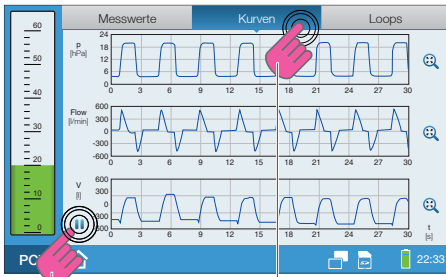 Messwerte Kurven Loops
60
50
40
30
20
10
0
p
[hPa]
24
18
12
6
0
0 3 6 9 12 15 18 21 24 27 30
Flow
[l/min]
600
300
0
-300
-600
0 3 6 9 12 15 18 21 24 27 30
V
[l]
600
300
0
300
600
0 3 6 9 12 15 18 21 24 27 30
t
[s]
22:33